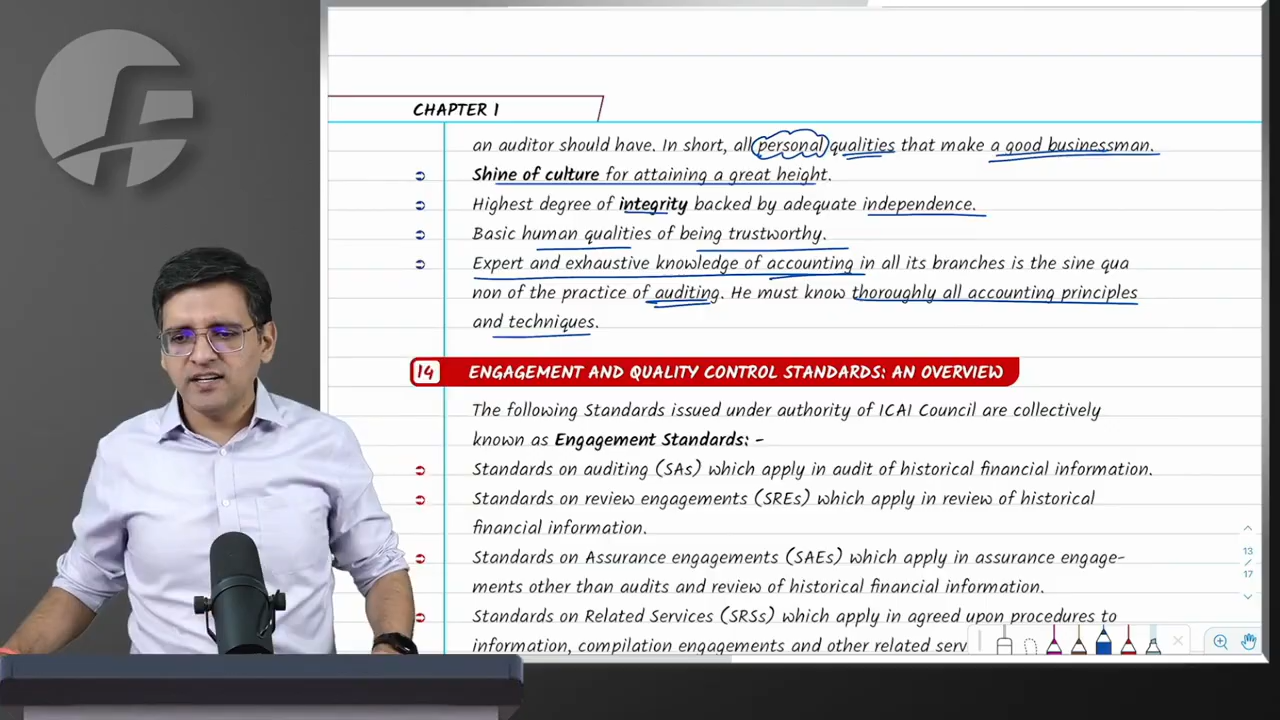 CHAPTER 1
an auditor should have. In short, all personal qualities that make a good businessman.
Shine of culture for attaining a great height.
Highest degree of integrity backed by adequate independence.
Basic human qualities of being trustworthy.
Expert and exhaustive knowledge of accounting in all its branches is the sine qua
non of the practice of auditing. He must know thoroughly all accounting principles
and techniques.
14 ENGAGEMENT AND QUALITY CONTROL STANDARDS: AN OVERVIEW
The following Standards issued under authority of ICAI Council are collectively
known as Engagement Standards: -
Standards on auditing (SAs) which apply in audit of historical financial information.
Standards on review engagements (SREs) which apply in review of historical
financial information.
Standards on Assurance engagements (SAEs) which apply in assurance engage-
ments other than audits and review of historical financial information.
Standards on Related Services (SRSs) which apply in agreed upon procedures to
information, compilation engagements and other related serv
13
/
17